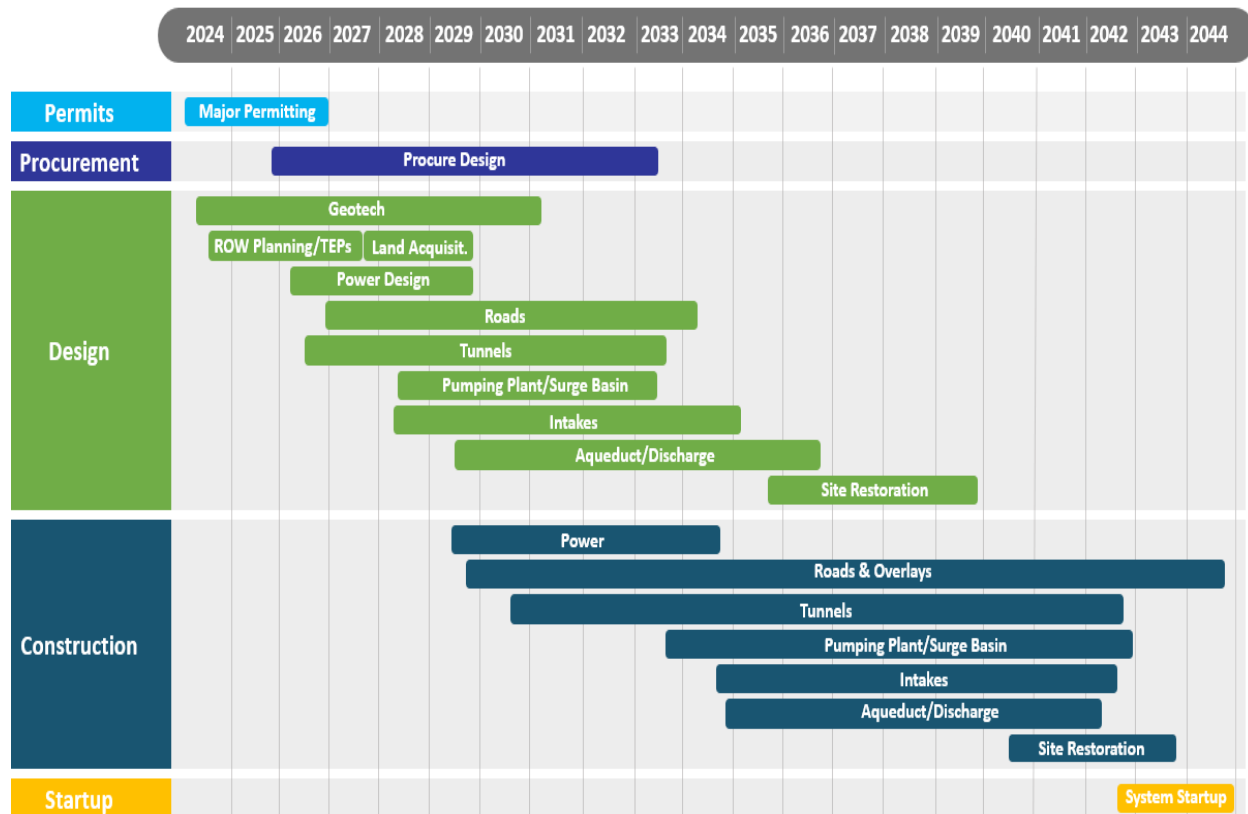 2024 2025 2026 2027 2028 2029 2030 2031 2032 2033 2034 2035 2036 2037 2038 2039 2040 2041 2042 2043 2044
Permits
Major Permitting
Procurement
Procure Design
Design
Geotech
ROW Planning/TEPs Land Acquisit.
Power Design
Roads
Tunnels
Pumping Plant/Surge Basin
Intakes
Aqueduct/Discharge
Site Restoration
Construction
Power
Roads & Overlays
Tunnels
Pumping Plant/Surge Basin
Intakes
Aqueduct/Discharge
Site Restoration
Startup
System Startup